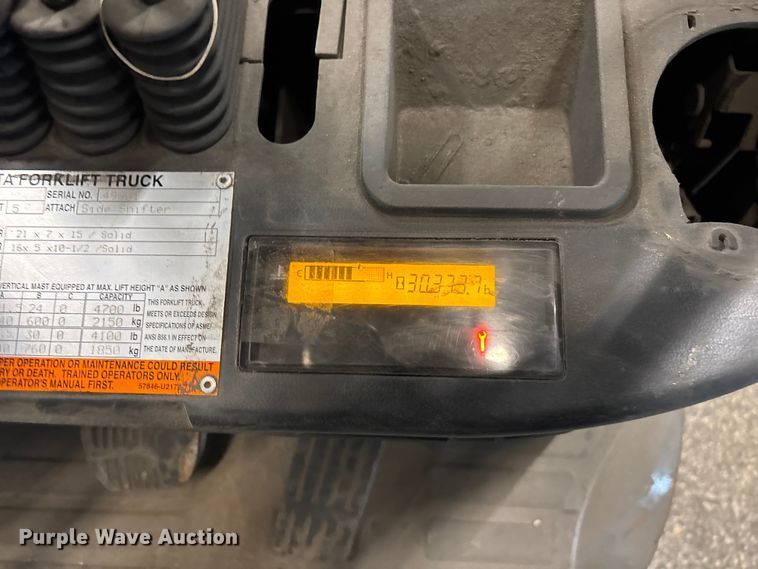 TA FORKLIFT TRUCK
SERIAL NO.
5 ATTACH Side Shifter
21 x 7 x 15 / Solid
16x 5 x10-1/2 /Solid
VERTICAL MAST EQUIPPED AT MAX. LIFT HEIGHT "A" AS SHOWN
B C CAPACITY
24 0 4700 lb
600 0 2150 kg
30 0 4100 lb
760 0 1850 kg
THIS FORKLIFT TRUCK
MEETS OR EXCEEDS DESIGN
SPECIFICATIONS OF ASME/
ANSI B56.1 IN EFFECT ON
THE DATE OF MANUFACTURE.
PER OPERATION OR MAINTENANCE COULD RESULT
RY OR DEATH. TRAINED OPERATORS ONLY.
OPERATOR'S MANUAL FIRST.
C H 30373.7h
Purple Wave Auction